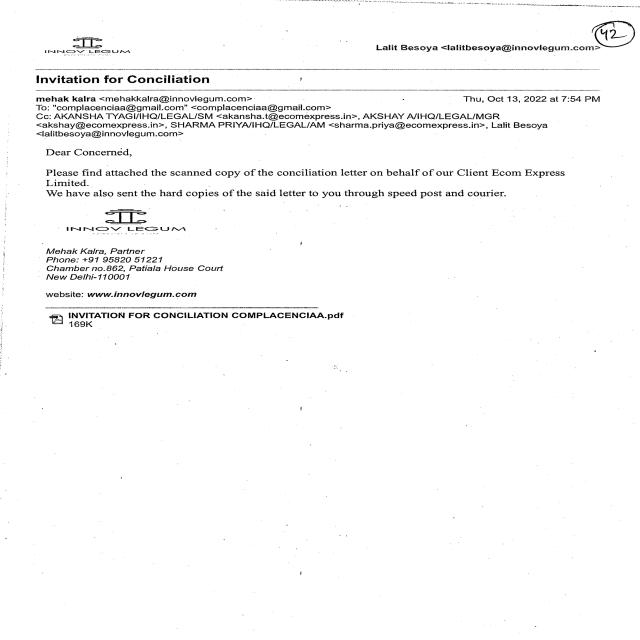 42
INNOV LEGUM
Lalit Besoya <lalitbesoya@innovlegum.com>
Invitation for Conciliation
mehak kalra <mehakkalra@innovlegum.com>
Thu, Oct 13, 2022 at 7:54 PM
To: "complacenciaa@gmail.com" <complacenciaa@gmail.com>
Cc: AKANSHA TYAGI/IHQ/LEGAL/SM <akansha.t@ecomexpress.in>, AKSHAY A/IHQ/LEGAL/MGR
<akshay@ecomexpress.in>, SHARMA PRIYA/IHQ/LEGAL/AM <sharma.priya@ecomexpress.in>, Lalit Besoya
<lalitbesoya@innovlegum.com>
Dear Concerned,
Please find attached the scanned copy of the conciliation letter on behalf of our Client Ecom Express
Limited.
We have also sent the hard copies of the said letter to you through speed post and courier.
INNOV LEGUM
Mehak Kalra, Partner
Phone: +91 95820 51221
Chamber no.862, Patiala House Court
New Delhi-110001
website: www.innovlegum.com
INVITATION FOR CONCILIATION COMPLACENCIAA.pdf
169K